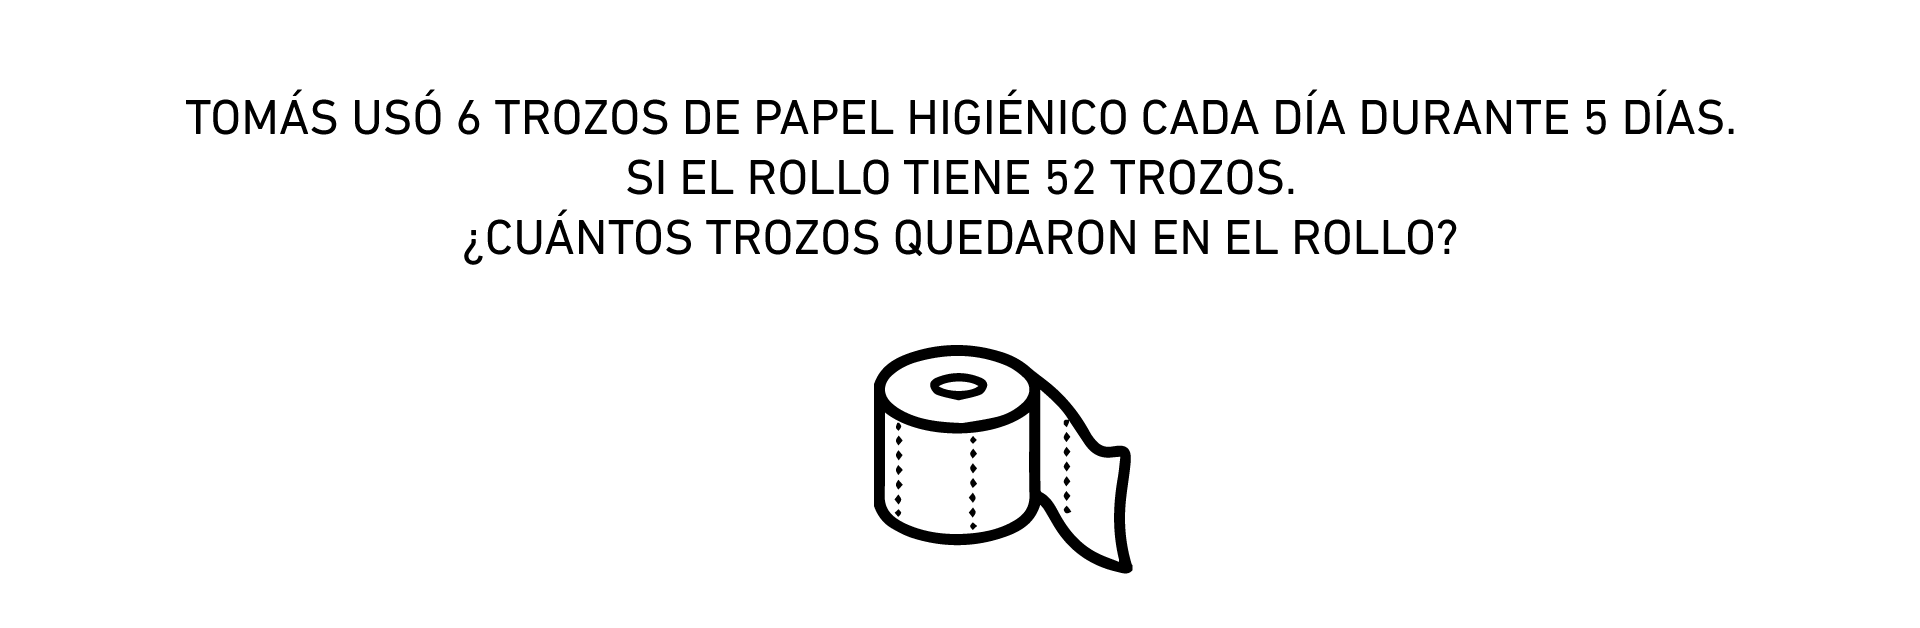 TOMÁS USÓ 6 TROZOS DE PAPEL HIGIÉNICO CADA DÍA DURANTE 5 DÍAS.
SI EL ROLLO TIENE 52 TROZOS.
¿CUÁNTOS TROZOS QUEDARON EN EL ROLLO?